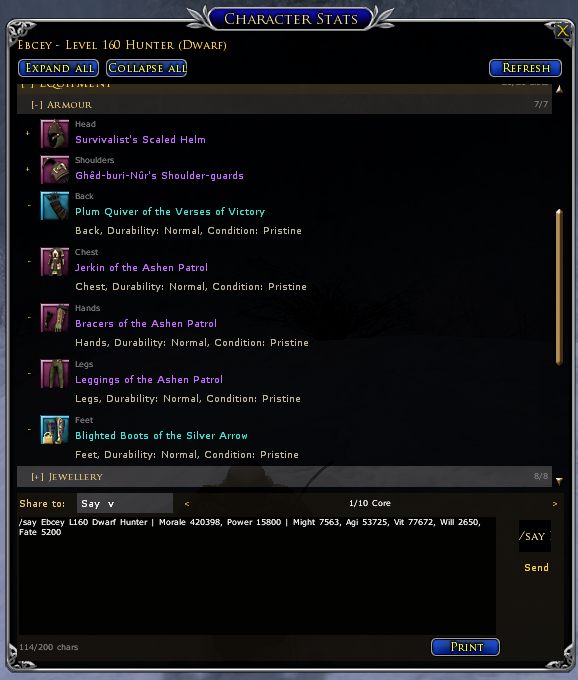 Character Stats
X
Ebcey - Level 160 Hunter (Dwarf)
Expand all
Collapse all
Refresh
[-] Armour
7/7
+
Head
Survivalist's Scaled Helm
+
Shoulders
Ghêd-buri-Nûr's Shoulder-guards
-
Back
Plum Quiver of the Verses of Victory
Back, Durability: Normal, Condition: Pristine
-
Chest
Jerkin of the Ashen Patrol
Chest, Durability: Normal, Condition: Pristine
-
Hands
Bracers of the Ashen Patrol
Hands, Durability: Normal, Condition: Pristine
-
Legs
Leggings of the Ashen Patrol
Legs, Durability: Normal, Condition: Pristine
-
Feet
Blighted Boots of the Silver Arrow
Feet, Durability: Normal, Condition: Pristine
[+] Jewellery
8/8
Share to:
Say v
<
1/10 Core
>
/say Ebcey L160 Dwarf Hunter | Morale 420398, Power 15800 | Might 7563, Agi 53725, Vit 77672, Will 2650,
Fate 5200
/say
Send
114/200 chars
Print